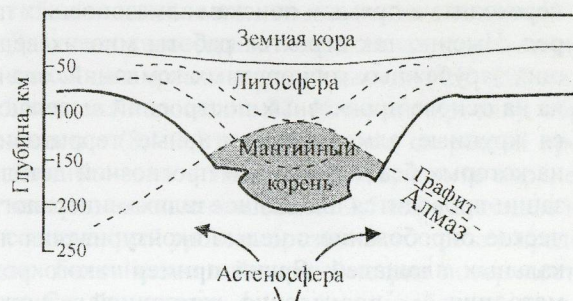 Земная кора
Литосфера
Мантийный
корень
Графит
Алмаз
Астеносфера
Глубина, км
50
100
150
200
250